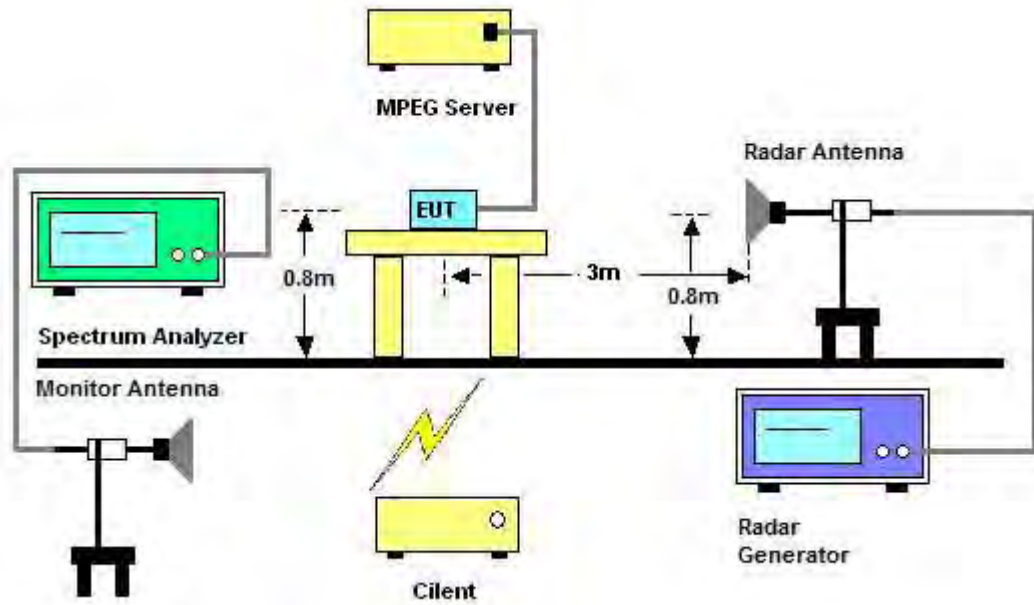 MPEG Server
Radar Antenna
EUT
0.8m
3m
0.8m
Spectrum Analyzer
Monitor Antenna
Radar
Generator
Cilent